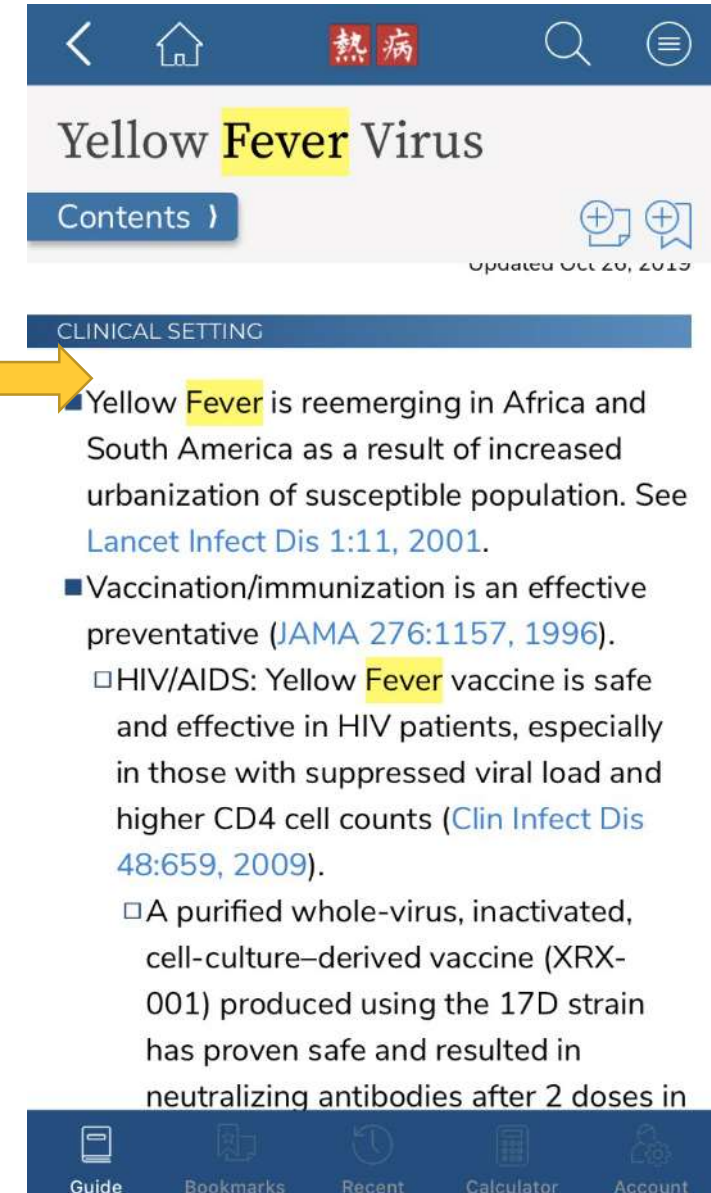 熱病
Yellow Fever Virus
Contents
Updated Oct 26, 2019
CLINICAL SETTING
Yellow Fever is reemerging in Africa and
South America as a result of increased
urbanization of susceptible population. See
Lancet Infect Dis 1:11, 2001.
Vaccination/immunization is an effective
preventative (JAMA 276:1157, 1996).
HIV/AIDS: Yellow Fever vaccine is safe
and effective in HIV patients, especially
in those with suppressed viral load and
higher CD4 cell counts (Clin Infect Dis
48:659, 2009).
A purified whole-virus, inactivated,
cell-culture–derived vaccine (XRX-
001) produced using the 17D strain
has proven safe and resulted in
neutralizing antibodies after 2 doses in
Guide Bookmarks Recent Calculator Account